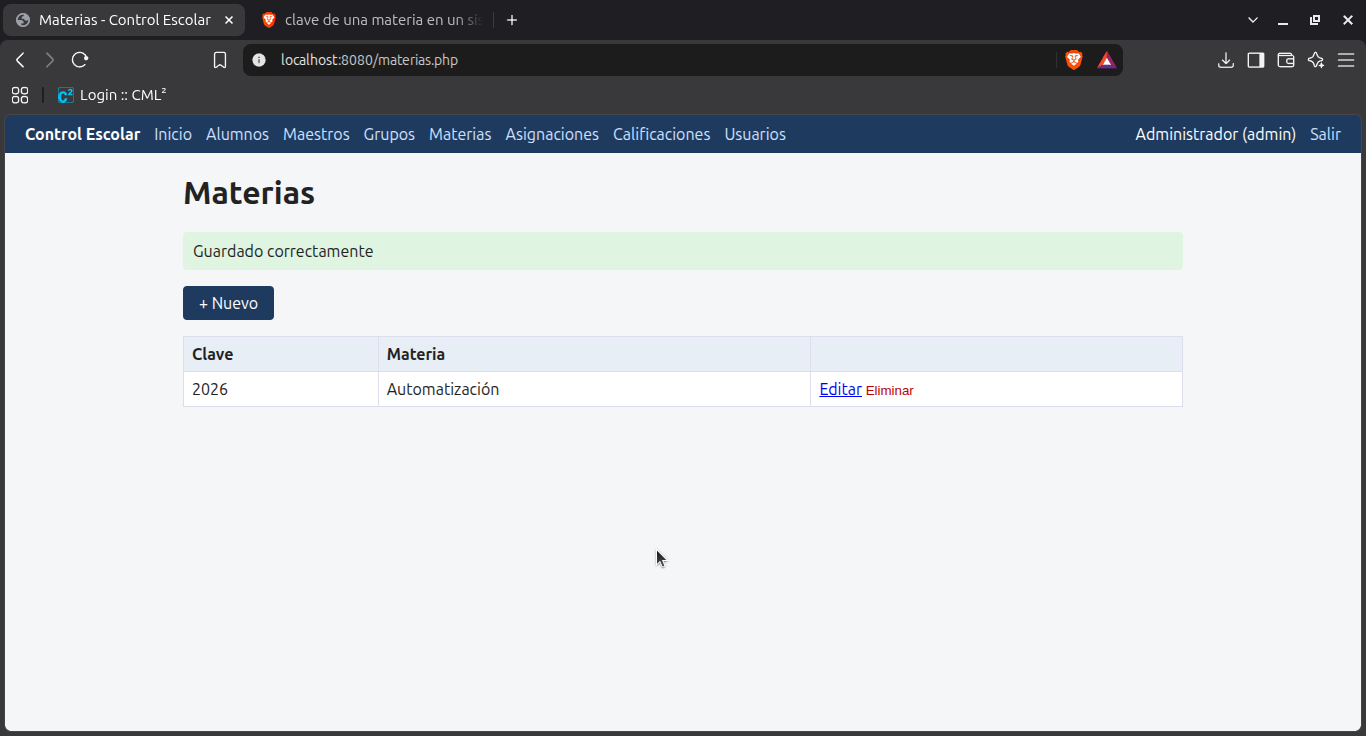 Materias - Control Escolar
clave de una materia en un sis
localhost:8080/materias.php
Login :: CML²
Control Escolar Inicio Alumnos Maestros Grupos Materias Asignaciones Calificaciones Usuarios Administrador (admin) Salir
Materias
Guardado correctamente
+ Nuevo
Clave Materia
2026 Automatización Editar Eliminar